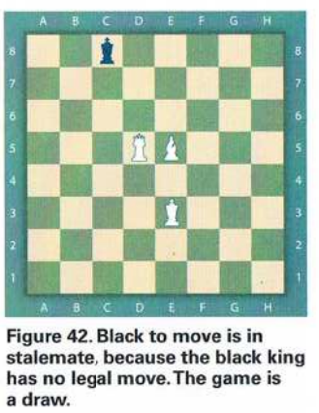 A B C D E F G H
8 8
7 7
6 6
5 5
4 4
3 3
2 2
1 1
A B C D E F G H
Figure 42. Black to move is in
stalemate, because the black king
has no legal move. The game is
a draw.